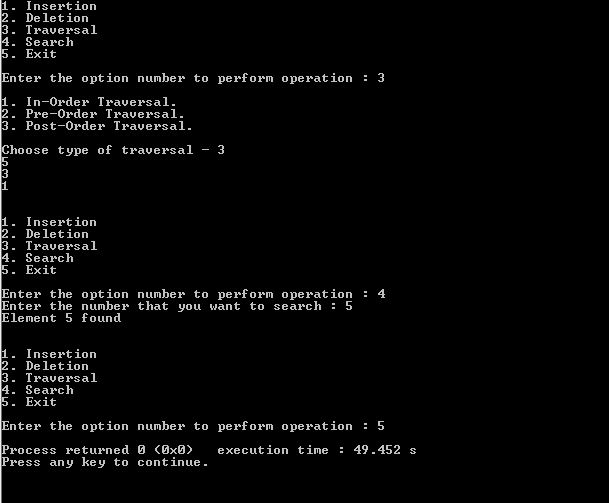 1. Insertion
2. Deletion
3. Traversal
4. Search
5. Exit
Enter the option number to perform operation : 3
1. In-Order Traversal.
2. Pre-Order Traversal.
3. Post-Order Traversal.
Choose type of traversal - 3
5
3
1
1. Insertion
2. Deletion
3. Traversal
4. Search
5. Exit
Enter the option number to perform operation : 4
Enter the number that you want to search : 5
Element 5 found
1. Insertion
2. Deletion
3. Traversal
4. Search
5. Exit
Enter the option number to perform operation : 5
Process returned 0 (0x0)   execution time : 49.452 s
Press any key to continue.